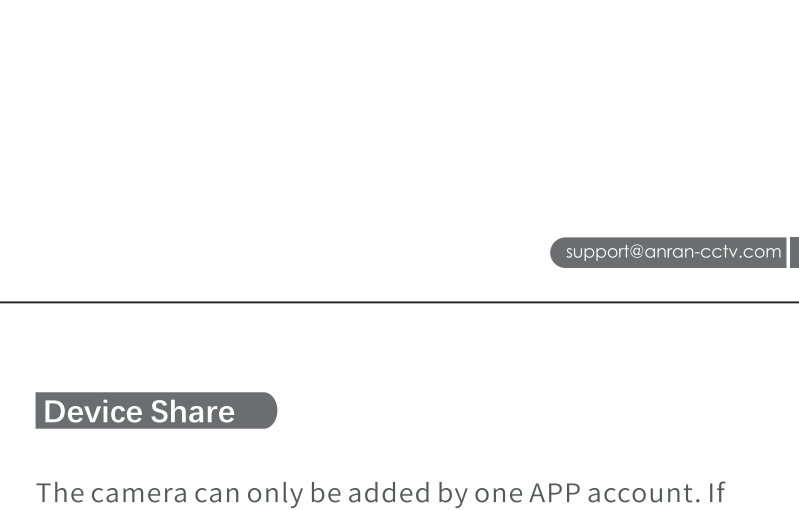 support@anran-cctv.com
Device Share
The camera can only be added by one APP account. If